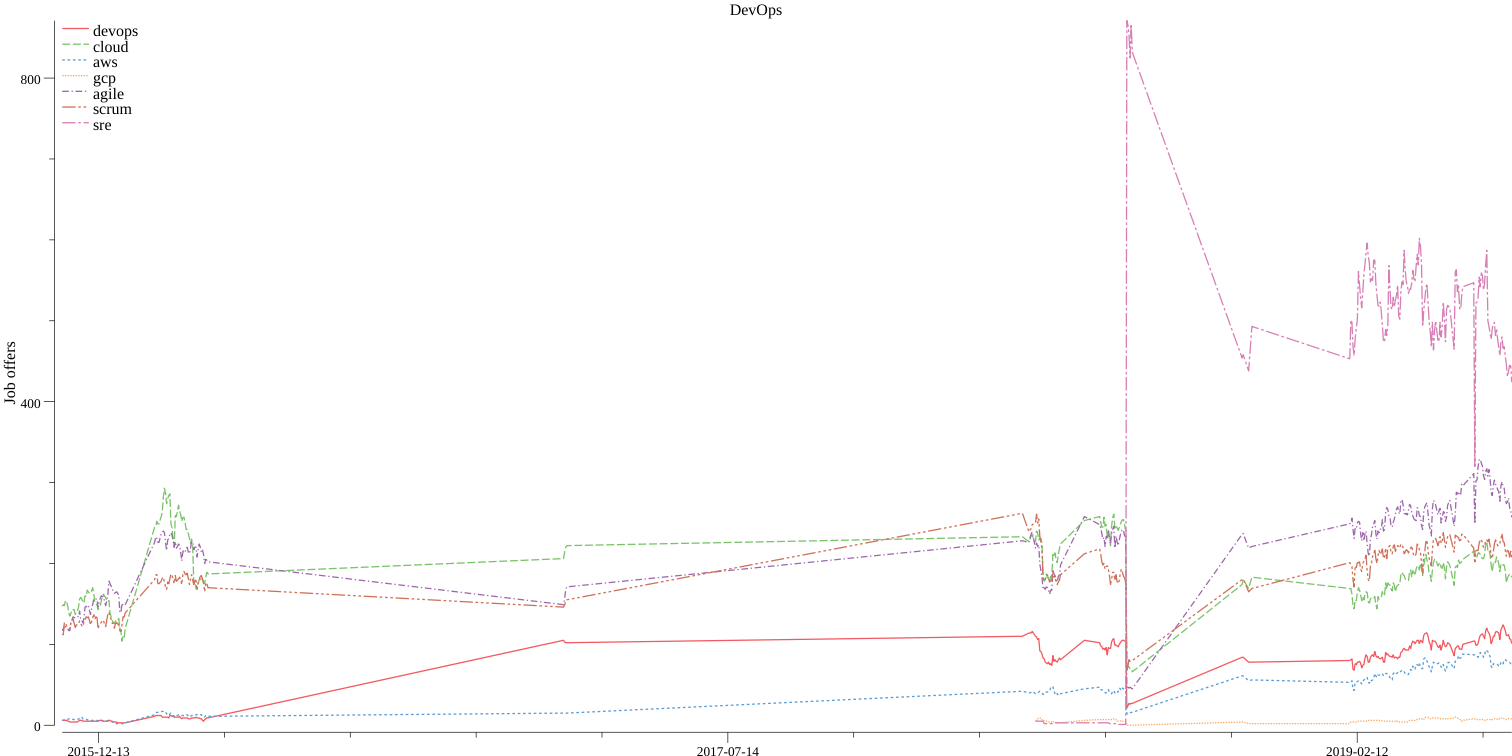 DevOps
devops
cloud
aws
gcp
agile
scrum
sre
800
400
0
Job offers
2015-12-13
2017-07-14
2019-02-12